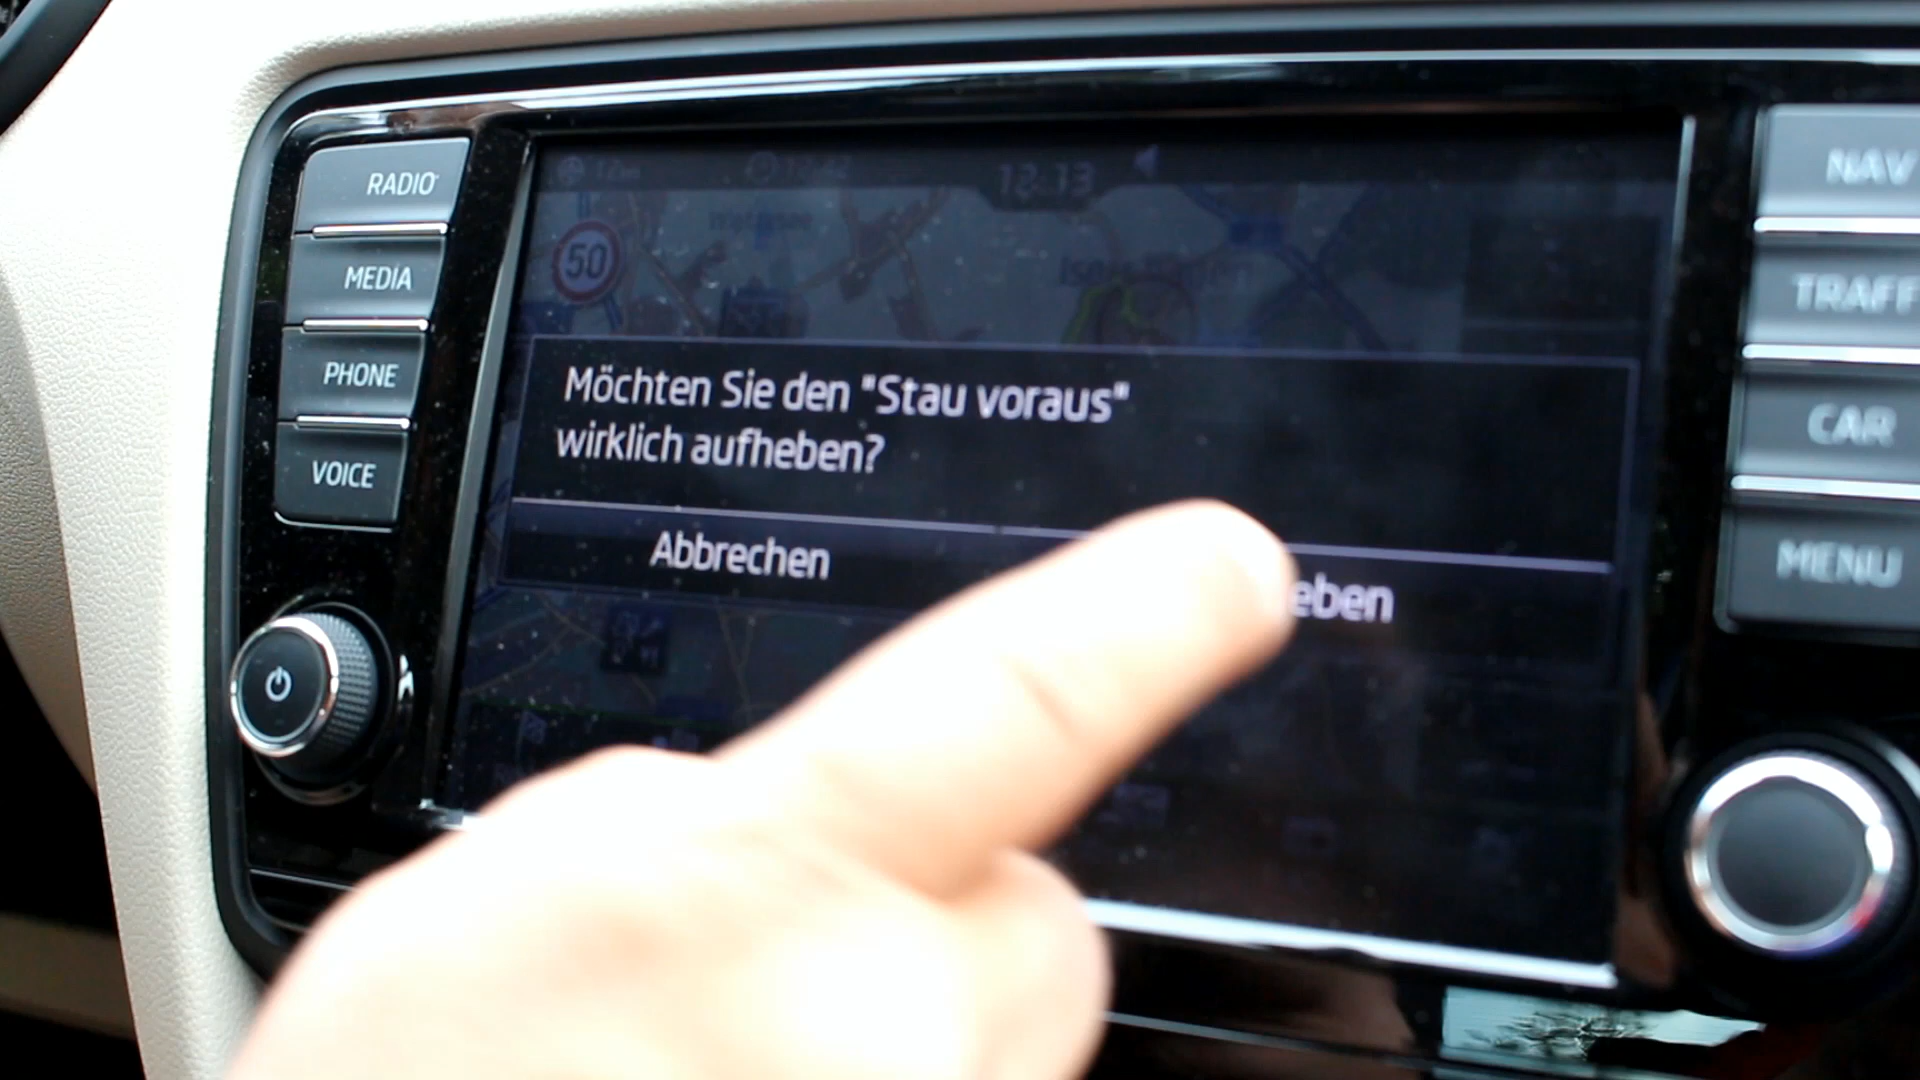 RADIO
MEDIA
PHONE
VOICE
12:13
50
Möchten Sie den "Stau voraus"
wirklich aufheben?
Abbrechen
eben
NAV
TRAFF
CAR
MENU